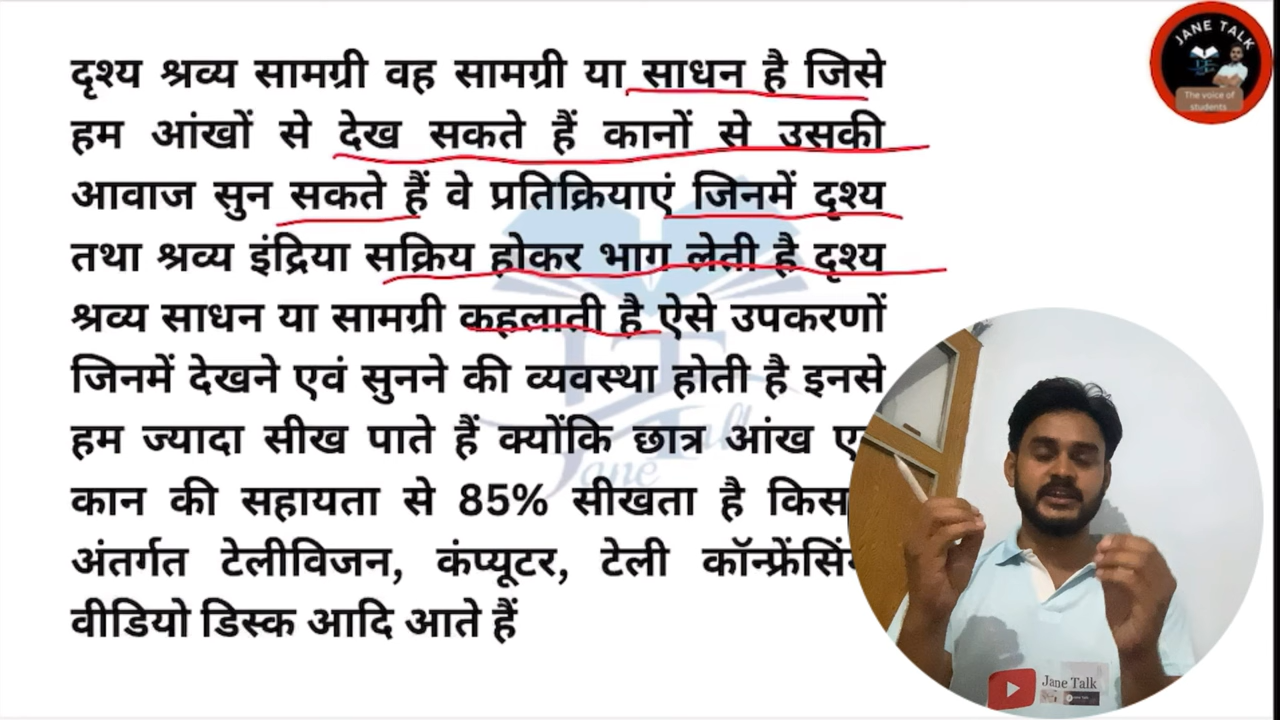 दृश्य श्रव्य सामग्री वह सामग्री या साधन है जिसे
हम आंखों से देख सकते हैं कानों से उसकी
आवाज सुन सकते हैं वे प्रतिक्रियाएं जिनमें दृश्य
तथा श्रव्य इंद्रिया सक्रिय होकर भाग लेती है दृश्य
श्रव्य साधन या सामग्री कहलाती है ऐसे उपकरणों
जिनमें देखने एवं सुनने की व्यवस्था होती है इनसे
हम ज्यादा सीख पाते हैं क्योंकि छात्र आंख
कान की सहायता से 85% सीखता है
अंतर्गत टेलीविजन, कंप्यूटर, टेली
वीडियो डिस्क आदि आते हैं
JANE TALK
The voice of
students
Jane Talk
Jane Talk